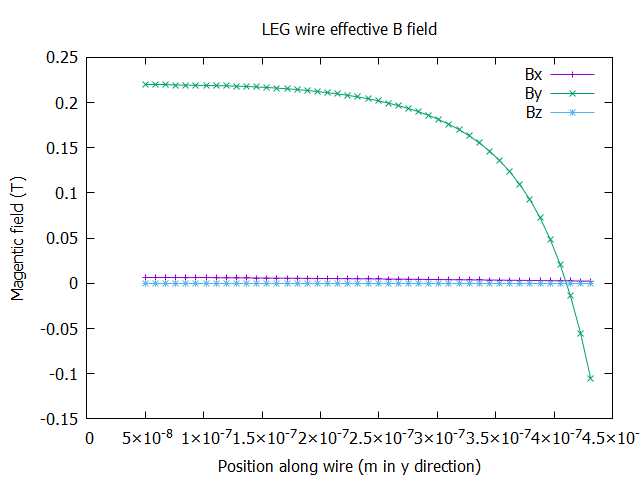 LEG wire effective B field
0.25
0.2
0.15
0.1
0.05
0
-0.05
-0.1
-0.15
Magentic field (T)
Bx
By
Bz
0 5×10⁻⁸ 1×10⁻⁷ 1.5×10⁻⁷ 2×10⁻⁷ 2.5×10⁻⁷ 3×10⁻⁷ 3.5×10⁻⁷ 4×10⁻⁷ 4.5×10⁻
Position along wire (m in y direction)